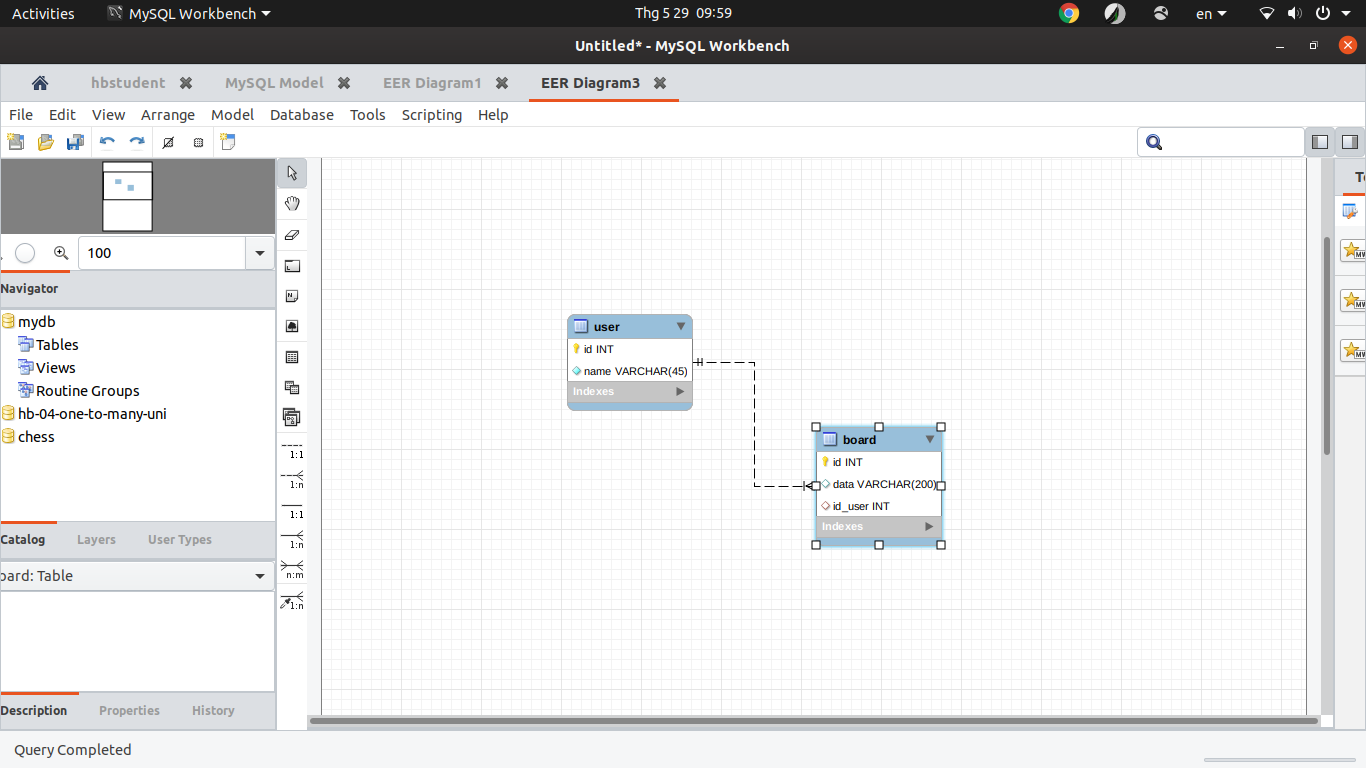 Activities MySQL Workbench Thg 5 29 09:59 en
Untitled* - MySQL Workbench
hbstudent MySQL Model EER Diagram1 EER Diagram3
File Edit View Arrange Model Database Tools Scripting Help
100
Navigator
mydb
Tables
Views
Routine Groups
hb-04-one-to-many-uni
chess
Catalog Layers User Types
oard: Table
Description Properties History
1:1
1:n
1:1
1:n
n:m
1:n
user
id INT
name VARCHAR(45)
Indexes
board
id INT
data VARCHAR(200)
id_user INT
Indexes
Query Completed